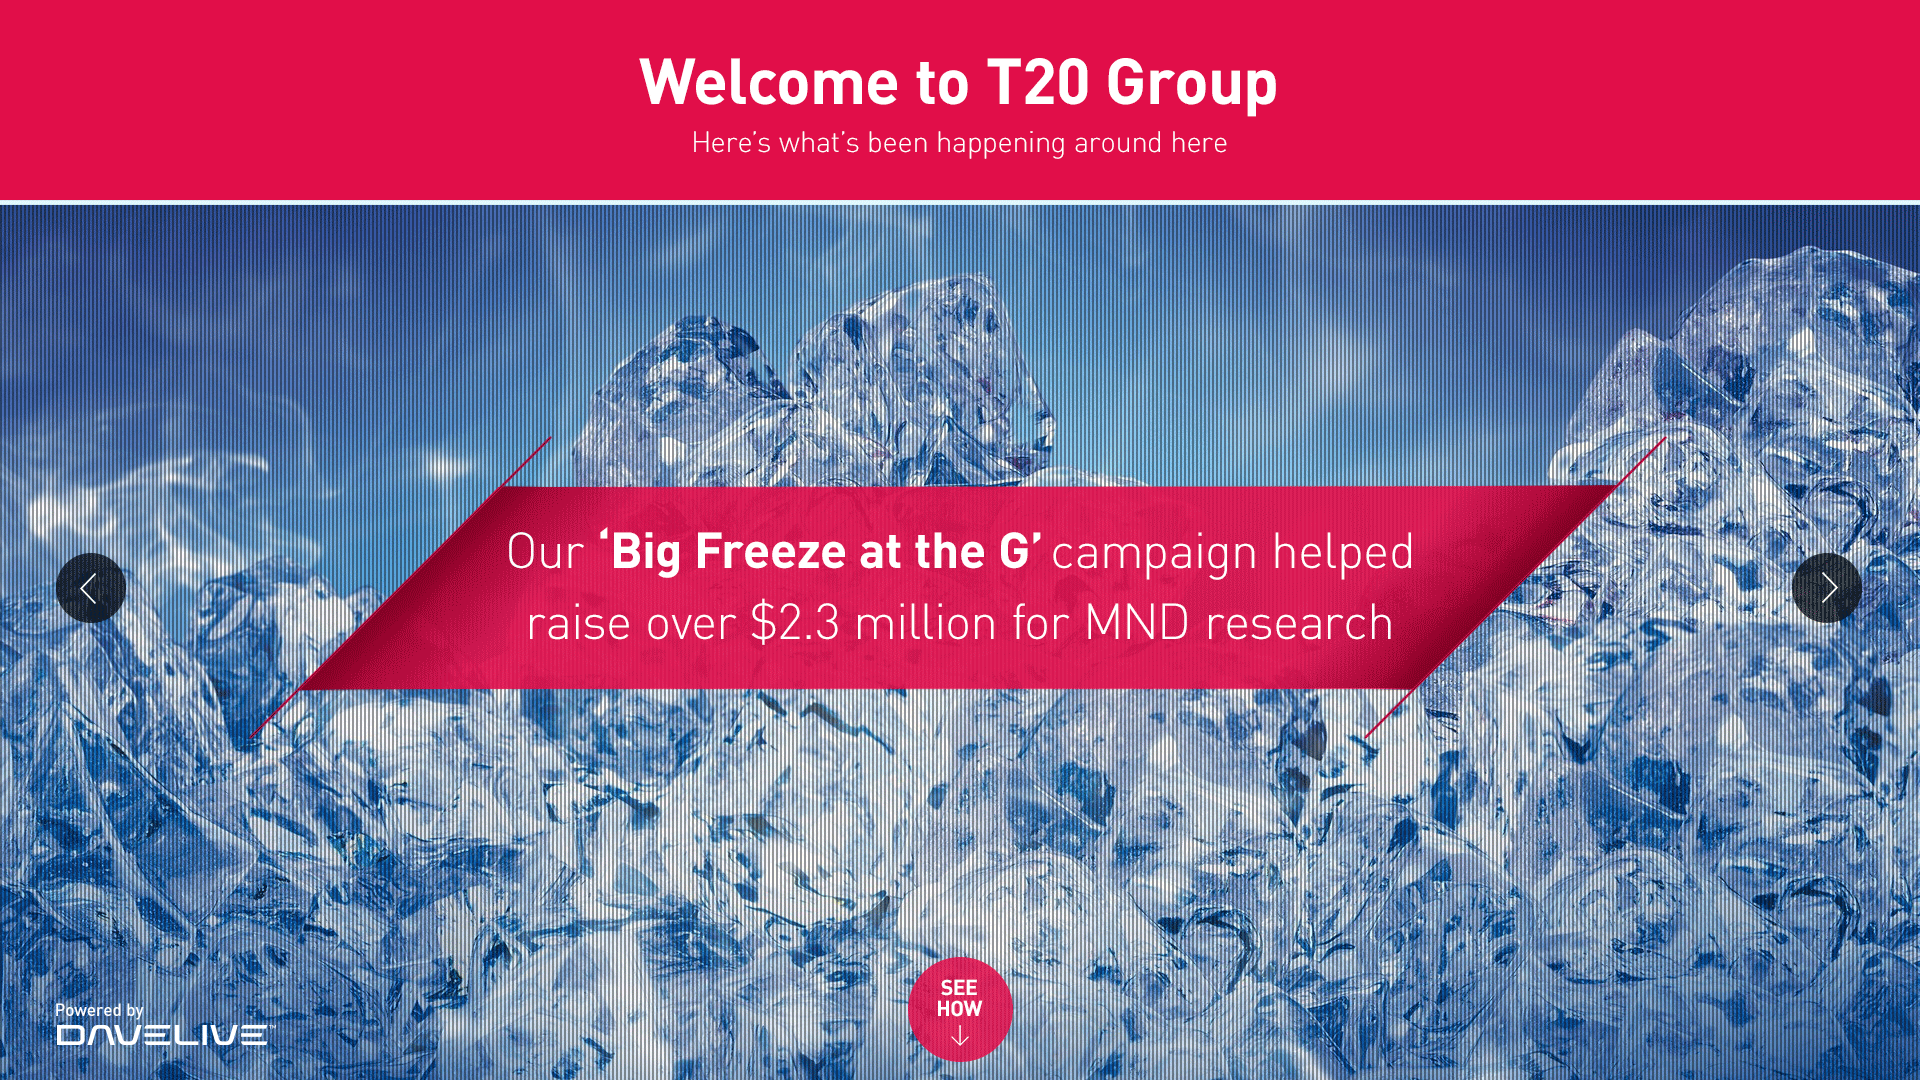 Welcome to T20 Group
Here's what's been happening around here
Our ‘Big Freeze at the G’ campaign helped
raise over $2.3 million for MND research
SEE
HOW
Powered by
DAVELIVE™